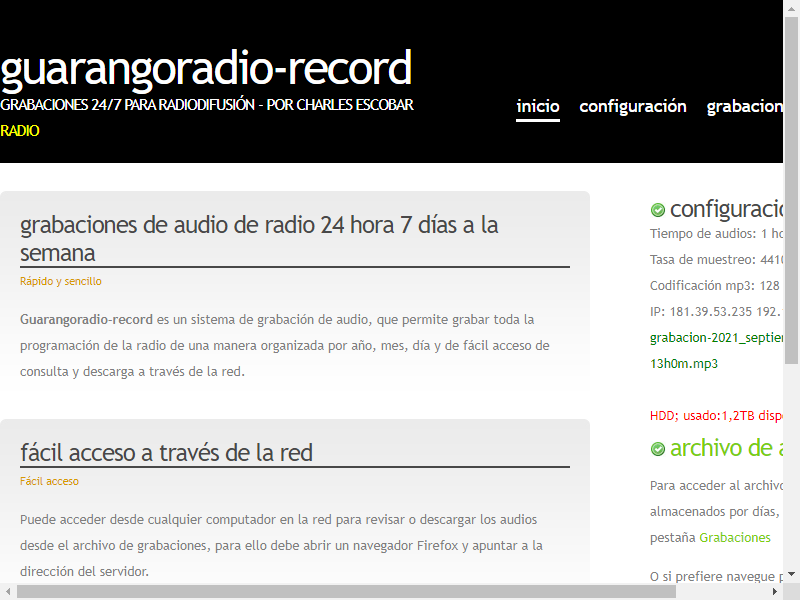 guarangoradio-record
GRABACIONES 24/7 PARA RADIODIFUSIÓN - POR CHARLES ESCOBAR
RADIO
inicio configuración grabacion
grabaciones de audio de radio 24 hora 7 días a la
semana
Rápido y sencillo
Guarangoradio-record es un sistema de grabación de audio, que permite grabar toda la
programación de la radio de una manera organizada por año, mes, día y de fácil acceso de
consulta y descarga a través de la red.
fácil acceso a través de la red
Fácil acceso
Puede acceder desde cualquier computador en la red para revisar o descargar los audios
desde el archivo de grabaciones, para ello debe abrir un navegador Firefox y apuntar a la
dirección del servidor.
configuració
Tiempo de audios: 1 ho
Tasa de muestreo: 4410
Codificación mp3: 128
IP: 181.39.53.235 192.
grabacion-2021_septien
13h0m.mp3
HDD; usado:1,2TB disp
archivo de a
Para acceder al archivo
almacenados por días,
pestaña Grabaciones
O si prefiere navegue p